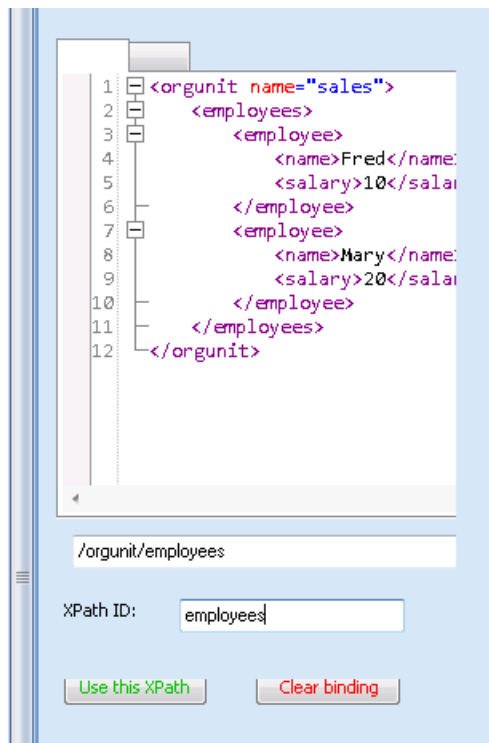 1 <orgunit name="sales">
2 <employees>
3 <employee>
4 <name>Fred</name
5 <salary>10</salar
6 </employee>
7 <employee>
8 <name>Mary</name
9 <salary>20</salar
10 </employee>
11 </employees>
12 </orgunit>
/orgunit/employees
XPath ID: employees
Use this XPath Clear binding